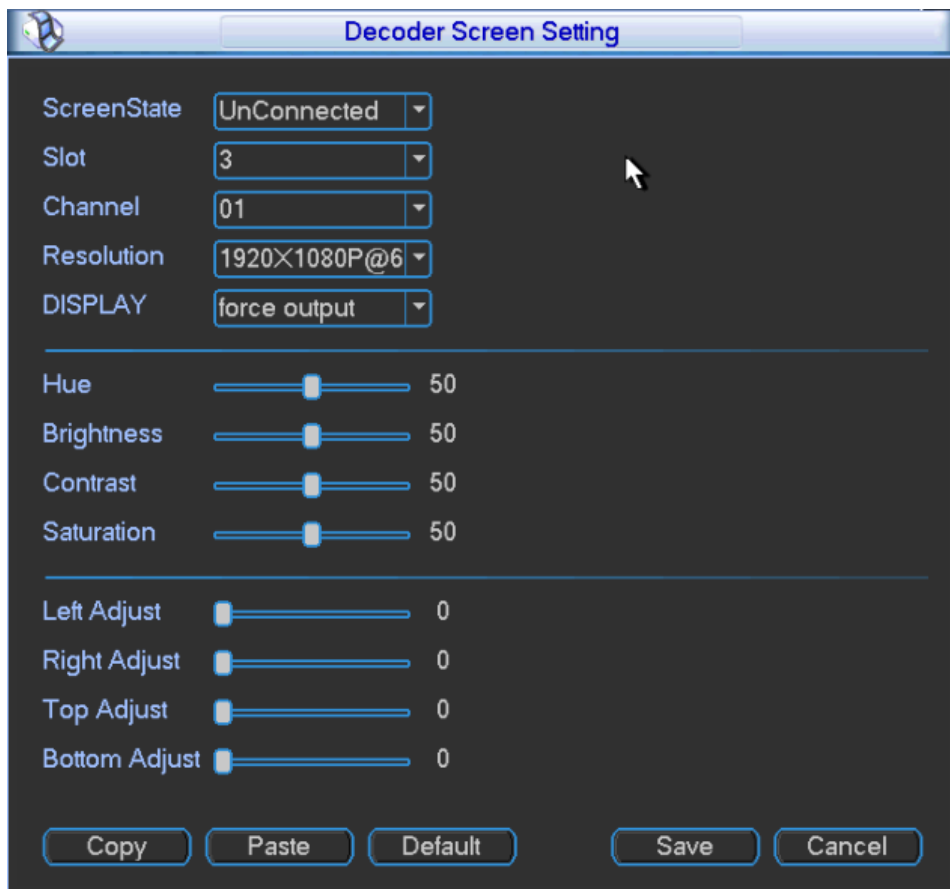 Decoder Screen Setting
ScreenState UnConnected
Slot 3
Channel 01
Resolution 1920X1080P@6
DISPLAY force output
Hue 50
Brightness 50
Contrast 50
Saturation 50
Left Adjust 0
Right Adjust 0
Top Adjust 0
Bottom Adjust 0
Copy Paste Default Save Cancel